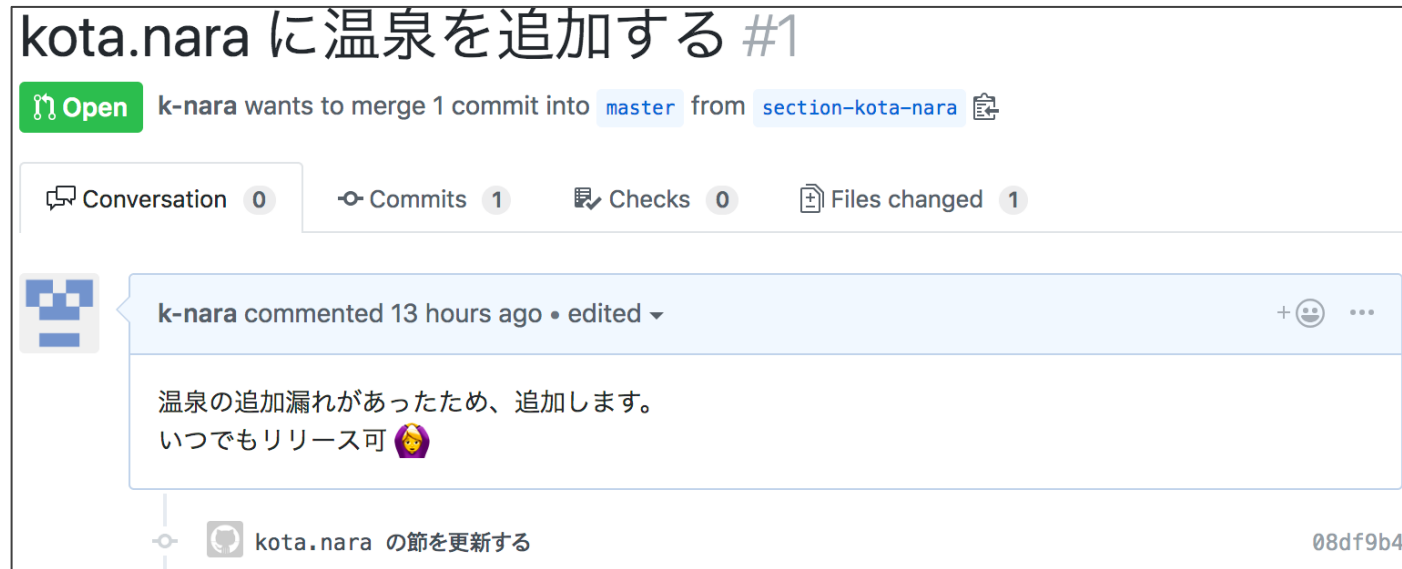 kota.nara に温泉を追加する #1
Open k-nara wants to merge 1 commit into master from section-kota-nara
Conversation 0 Commits 1 Checks 0 Files changed 1
k-nara commented 13 hours ago • edited
温泉の追加漏れがあったため、追加します。
いつでもリリース可 🙆
kota.nara の節を更新する 08df9b4